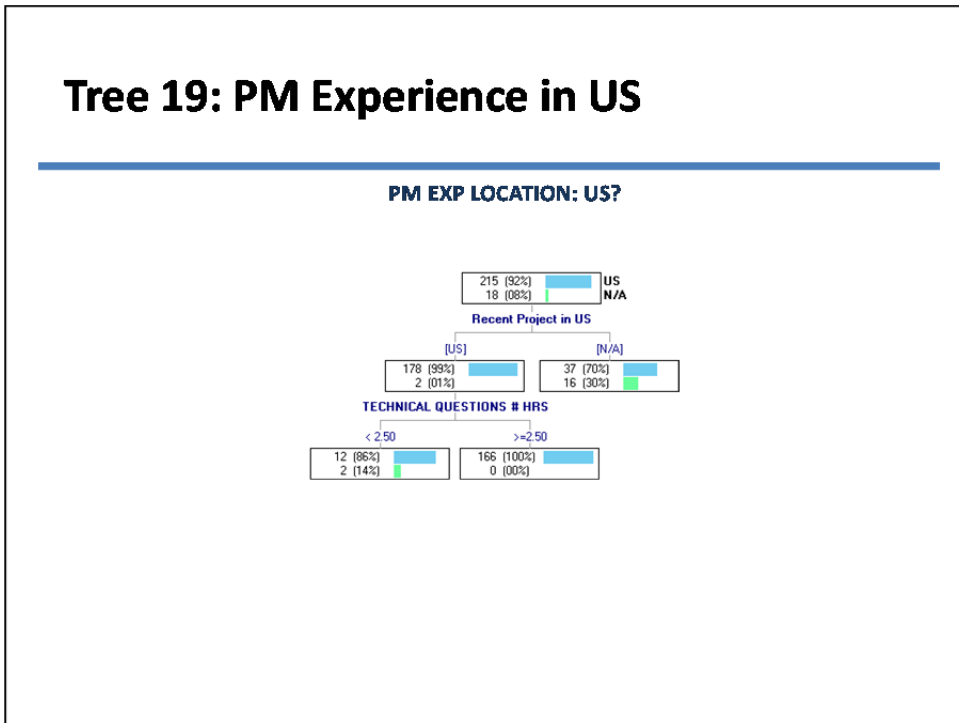 Tree 19: PM Experience in US
PM EXP LOCATION: US?
215 (92%) US
18 (08%) N/A
Recent Project in US
[US] [N/A]
178 (99%) 37 (70%)
2 (01%) 16 (30%)
TECHNICAL QUESTIONS # HRS
< 2.50 >=2.50
12 (86%) 166 (100%)
2 (14%) 0 (00%)